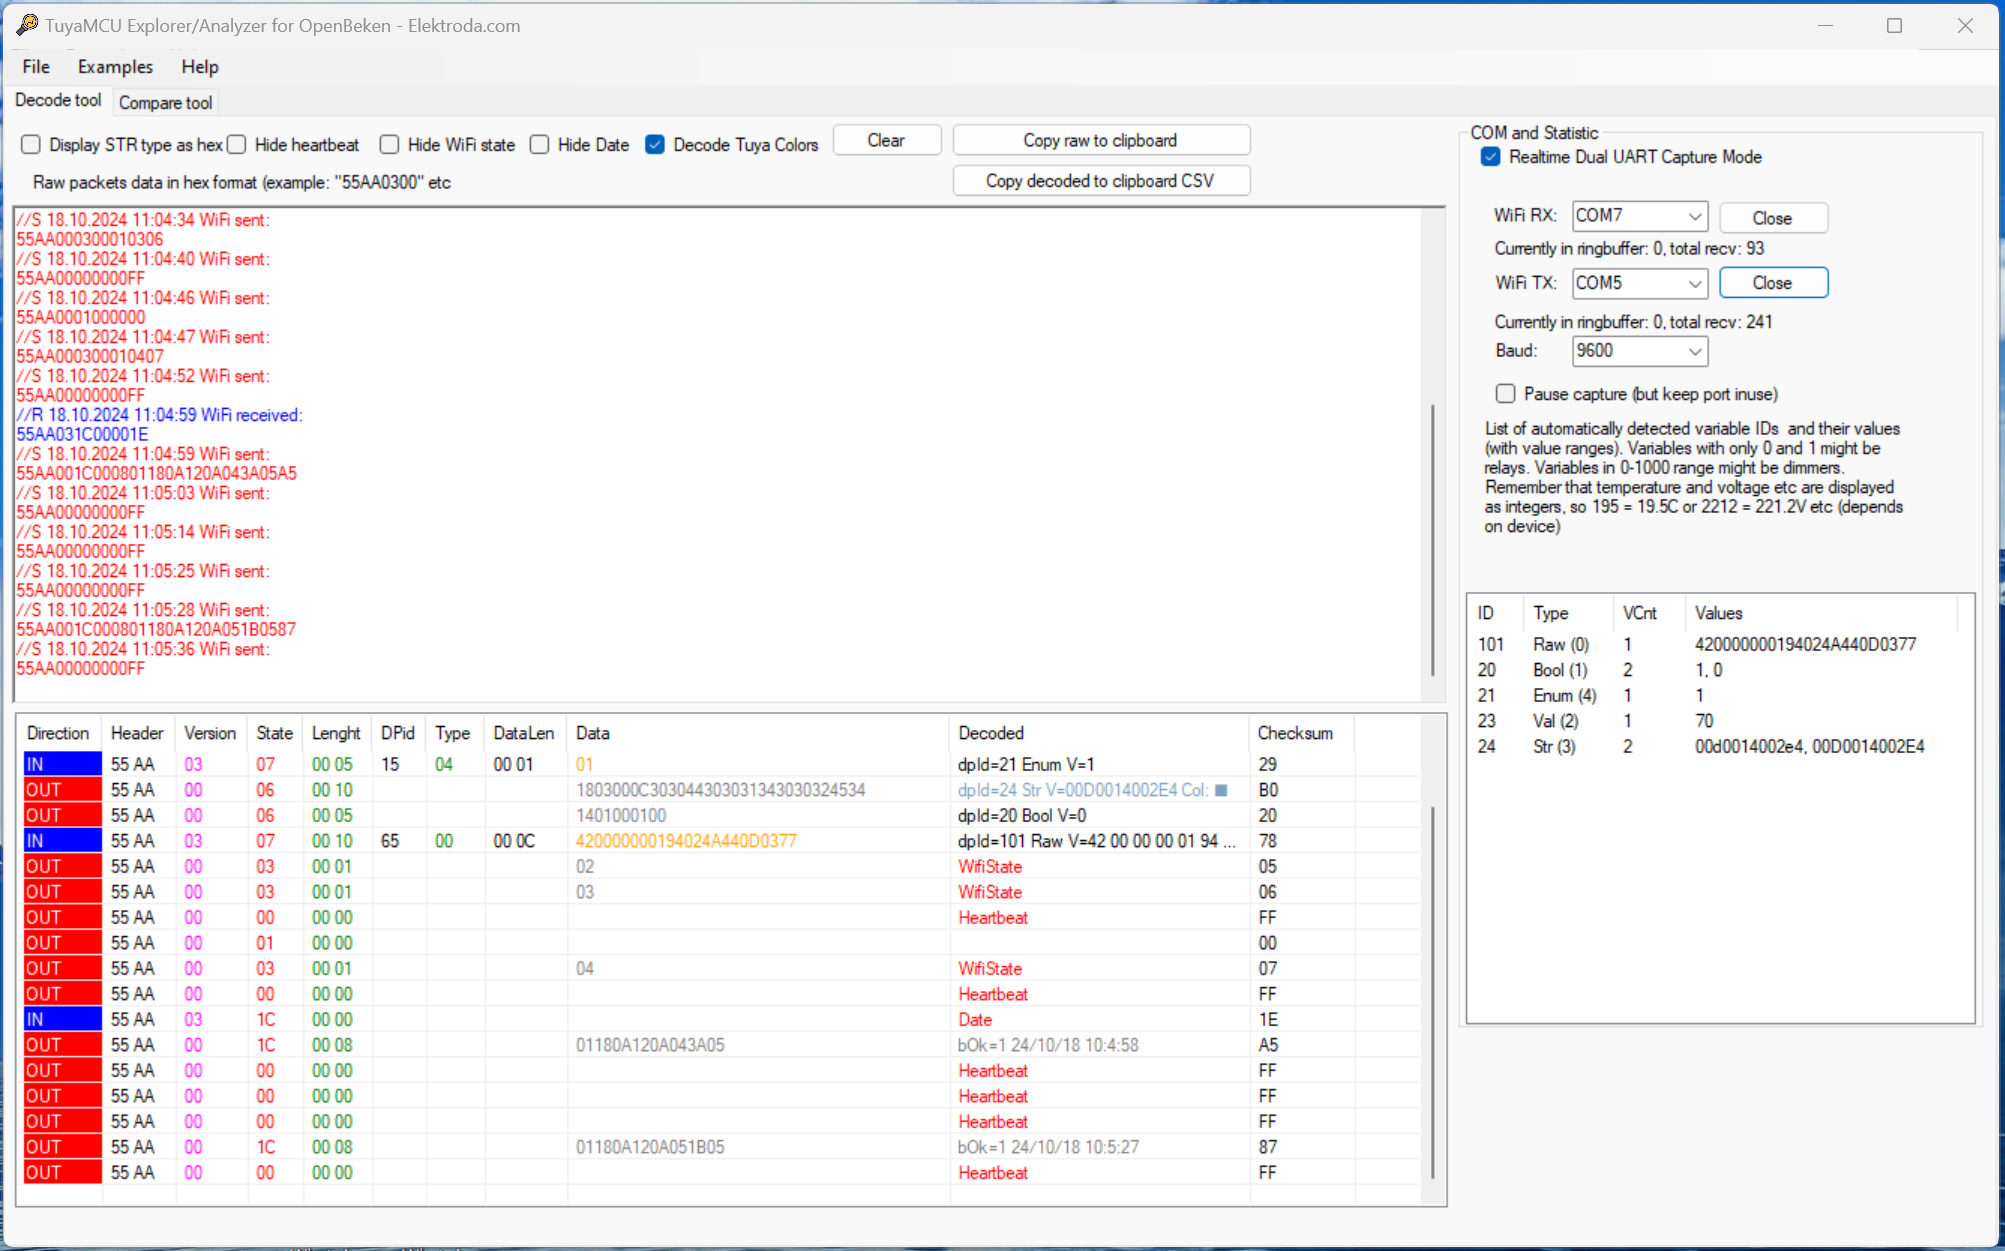 TuyaMCU Explorer/Analyzer for OpenBeken - Elektroda.com
File Examples Help
Decode tool Compare tool
Display STR type as hex Hide heartbeat Hide WiFi state Hide Date Decode Tuya Colors Clear Copy raw to clipboard
Raw packets data in hex format (example: "55AA0300" etc Copy decoded to clipboard CSV
//S 18.10.2024 11:04:34 WiFi sent:
55AA000300010306
//S 18.10.2024 11:04:40 WiFi sent:
55AA00000000FF
//S 18.10.2024 11:04:46 WiFi sent:
55AA0001000000
//S 18.10.2024 11:04:47 WiFi sent:
55AA000300010407
//S 18.10.2024 11:04:52 WiFi sent:
55AA00000000FF
//R 18.10.2024 11:04:59 WiFi received:
55AA031C00001E
//S 18.10.2024 11:04:59 WiFi sent:
55AA001C000801180A120A043A05A5
//S 18.10.2024 11:05:03 WiFi sent:
55AA00000000FF
//S 18.10.2024 11:05:14 WiFi sent:
55AA00000000FF
//S 18.10.2024 11:05:25 WiFi sent:
55AA00000000FF
//S 18.10.2024 11:05:28 WiFi sent:
55AA001C000801180A120A051B0587
//S 18.10.2024 11:05:36 WiFi sent:
55AA00000000FF
Direction Header Version State Lenght DPid Type DataLen Data Decoded Checksum
IN 55 AA 03 07 00 05 15 04 00 01 01 dpId=21 Enum V=1 29
OUT 55 AA 00 06 00 10 1803000C303044303031343030324534 dpId=24 Str V=00D0014002E4 Col: B0
OUT 55 AA 00 06 00 05 1401000100 dpId=20 Bool V=0 20
IN 55 AA 03 07 00 10 65 00 00 0C 420000000194024A440D0377 dpId=101 Raw V=42 00 00 00 01 94 ... 78
OUT 55 AA 00 03 00 01 02 WifiState 05
OUT 55 AA 00 03 00 01 03 WifiState 06
OUT 55 AA 00 00 00 00 Heartbeat FF
OUT 55 AA 00 01 00 00 00
OUT 55 AA 00 03 00 01 04 WifiState 07
OUT 55 AA 00 00 00 00 Heartbeat FF
IN 55 AA 03 1C 00 00 Date 1E
OUT 55 AA 00 1C 00 08 01180A120A043A05 bOk=1 24/10/18 10:4:58 A5
OUT 55 AA 00 00 00 00 Heartbeat FF
OUT 55 AA 00 00 00 00 Heartbeat FF
OUT 55 AA 00 00 00 00 Heartbeat FF
OUT 55 AA 00 1C 00 08 01180A120A051B05 bOk=1 24/10/18 10:5:27 87
OUT 55 AA 00 00 00 00 Heartbeat FF
COM and Statistic
Realtime Dual UART Capture Mode
WiFi RX: COM7 Close
Currently in ringbuffer: 0, total recv: 93
WiFi TX: COM5 Close
Currently in ringbuffer: 0, total recv: 241
Baud: 9600
Pause capture (but keep port inuse)
List of automatically detected variable IDs and their values
(with value ranges). Variables with only 0 and 1 might be
relays. Variables in 0-1000 range might be dimmers.
Remember that temperature and voltage etc are displayed
as integers, so 195 = 19.5C or 2212 = 221.2V etc (depends
on device)
ID Type VCnt Values
101 Raw (0) 1 420000000194024A440D0377
20 Bool (1) 2 1, 0
21 Enum (4) 1 1
23 Val (2) 1 70
24 Str (3) 2 00d0014002e4, 00D0014002E4